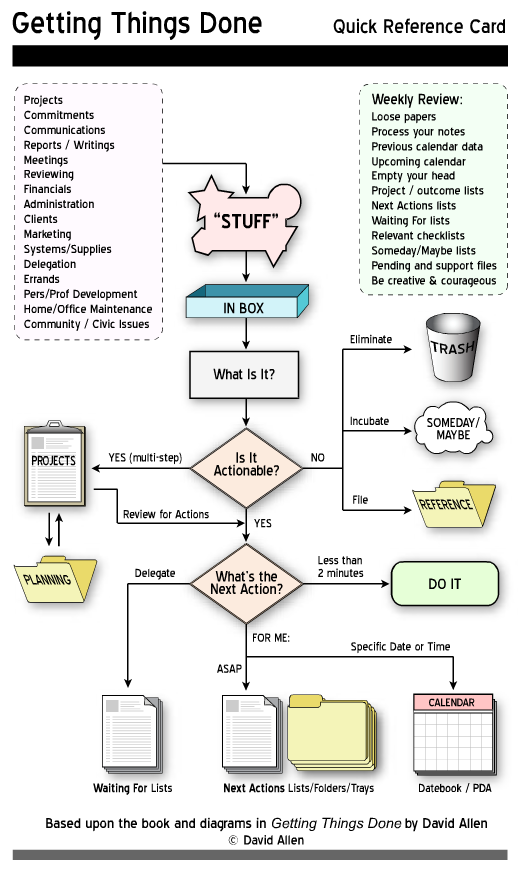 Getting Things Done
Quick Reference Card
Projects
Commitments
Communications
Reports / Writings
Meetings
Reviewing
Financials
Administration
Clients
Marketing
Systems/Supplies
Delegation
Errands
Pers/Prof Development
Home/Office Maintenance
Community / Civic Issues
Weekly Review:
Loose papers
Process your notes
Previous calendar data
Upcoming calendar
Empty your head
Project / outcome lists
Next Actions lists
Waiting For lists
Relevant checklists
Someday/Maybe lists
Pending and support files
Be creative & courageous
"STUFF"
IN BOX
What Is It?
Eliminate
TRASH
Is It
Actionable?
NO
Incubate
SOMEDAY/
MAYBE
File
REFERENCE
YES (multi-step)
PROJECTS
Review for Actions
YES
PLANNING
What's the
Next Action?
Less than
2 minutes
DO IT
Delegate
FOR ME:
Specific Date or Time
ASAP
CALENDAR
Waiting For Lists
Next Actions Lists/Folders/Trays
Datebook / PDA
Based upon the book and diagrams in Getting Things Done by David Allen
© David Allen